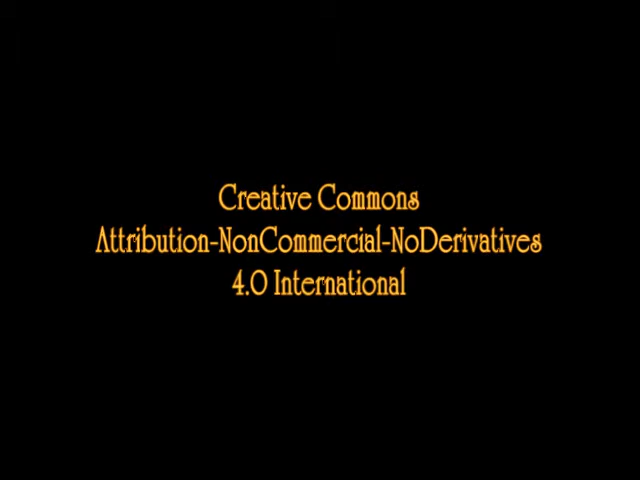 Creative Commons
Attribution-NonCommercial-NoDerivatives
4.0 International